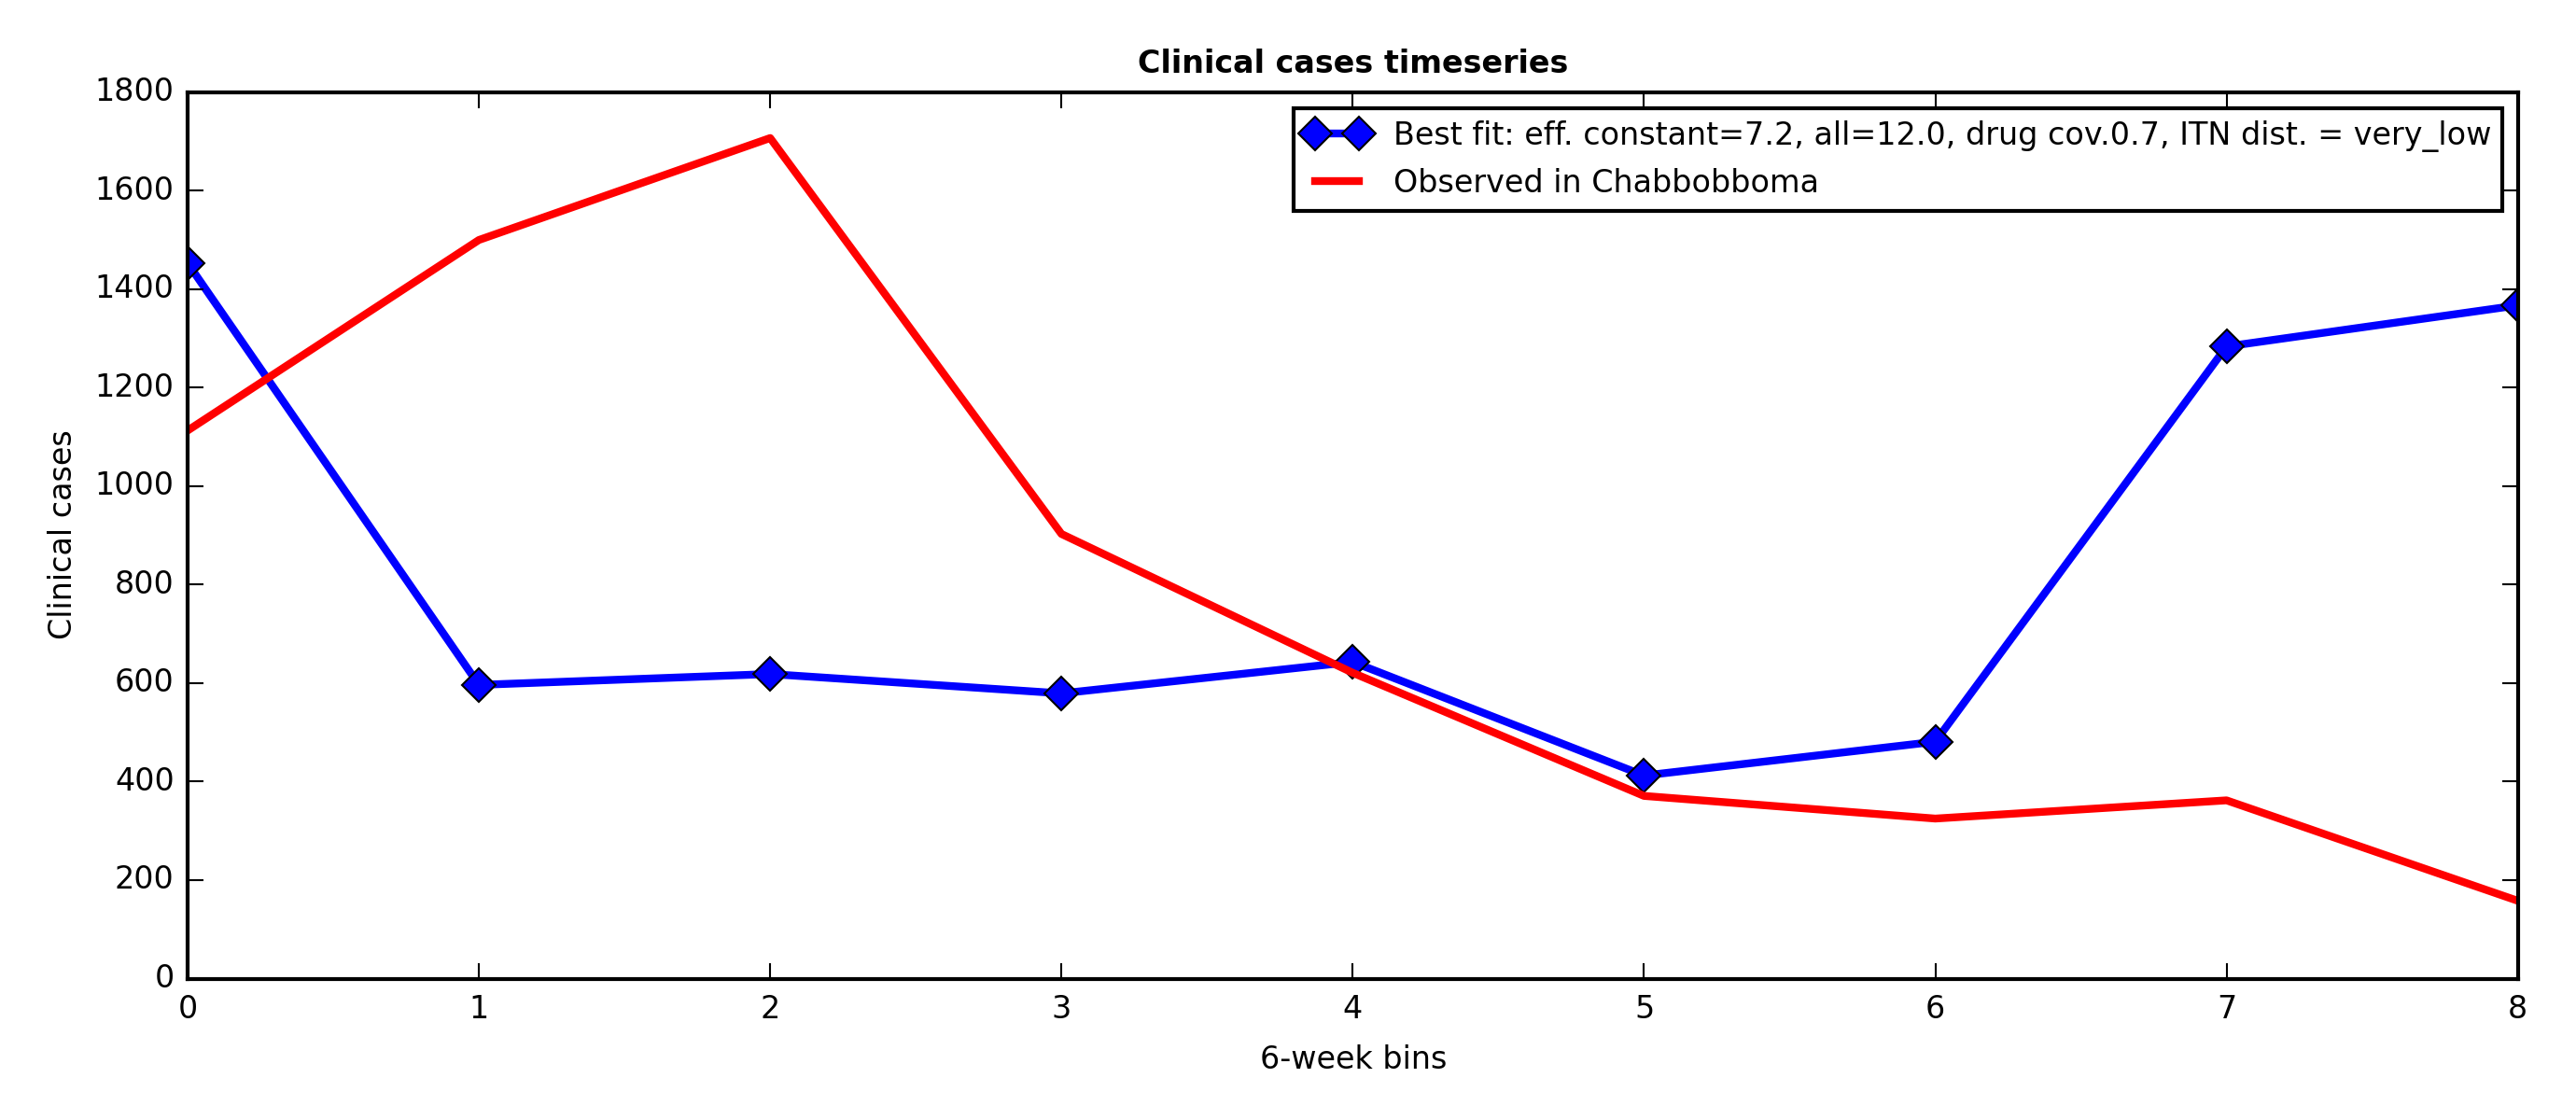 Clinical cases timeseries
Best fit: eff. constant=7.2, all=12.0, drug cov.0.7, ITN dist. = very_low
Observed in Chabbobboma
Clinical cases
1800
1600
1400
1200
1000
800
600
400
200
0
0 1 2 3 4 5 6 7 8
6-week bins